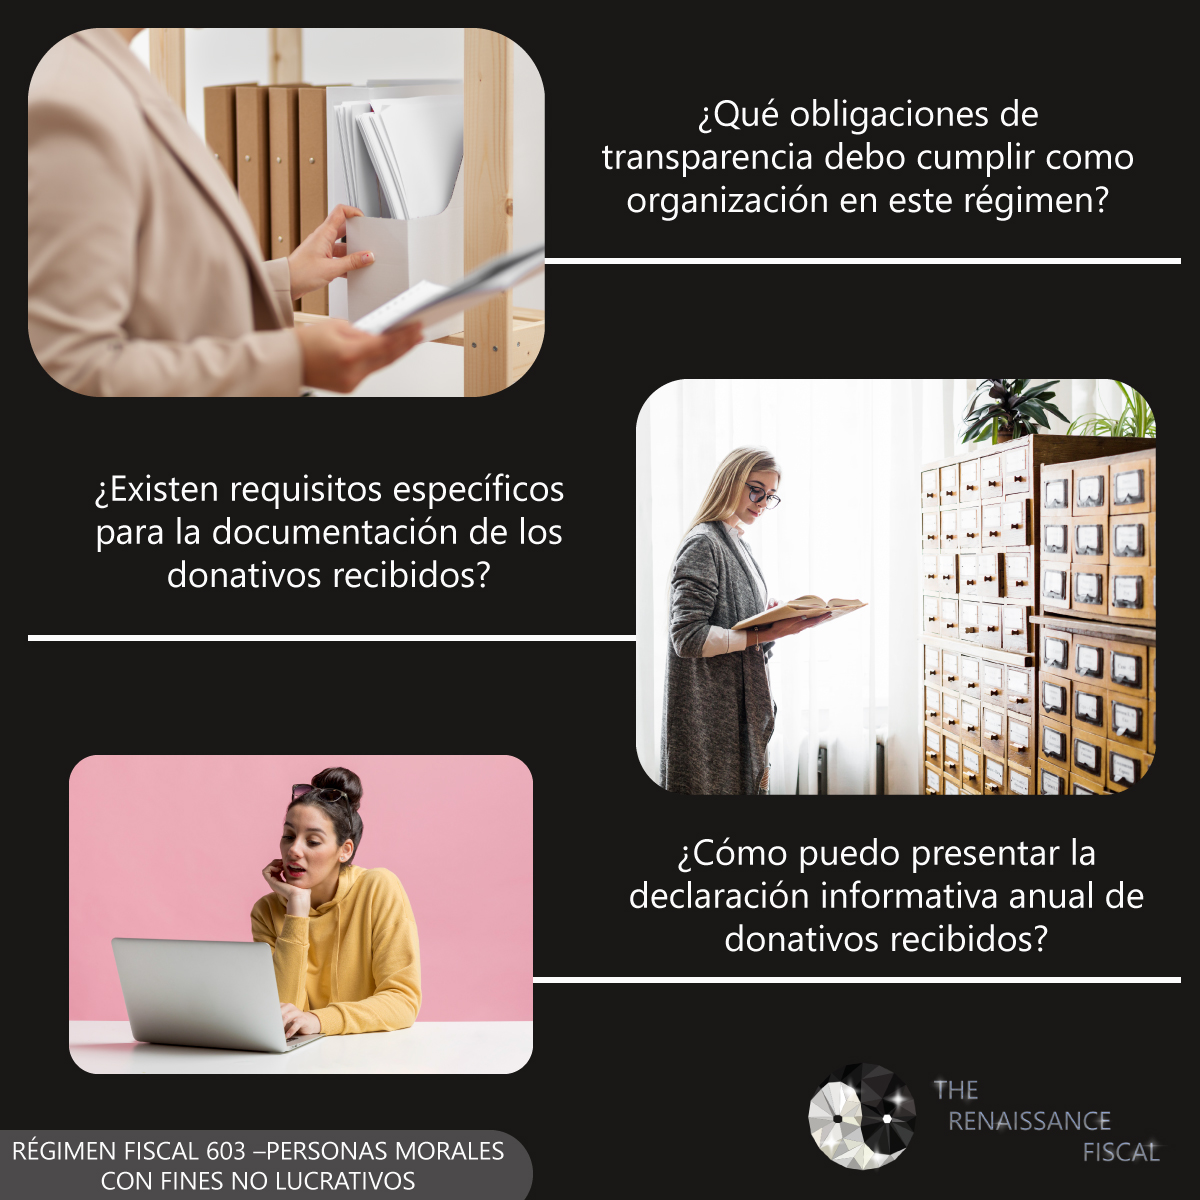 ¿Qué obligaciones de
transparencia debo cumplir como
organización en este régimen?
¿Existen requisitos específicos
para la documentación de los
donativos recibidos?
¿Cómo puedo presentar la
declaración informativa anual de
donativos recibidos?
THE
RENAISSANCE
FISCAL
RÉGIMEN FISCAL 603 –PERSONAS MORALES
CON FINES NO LUCRATIVOS